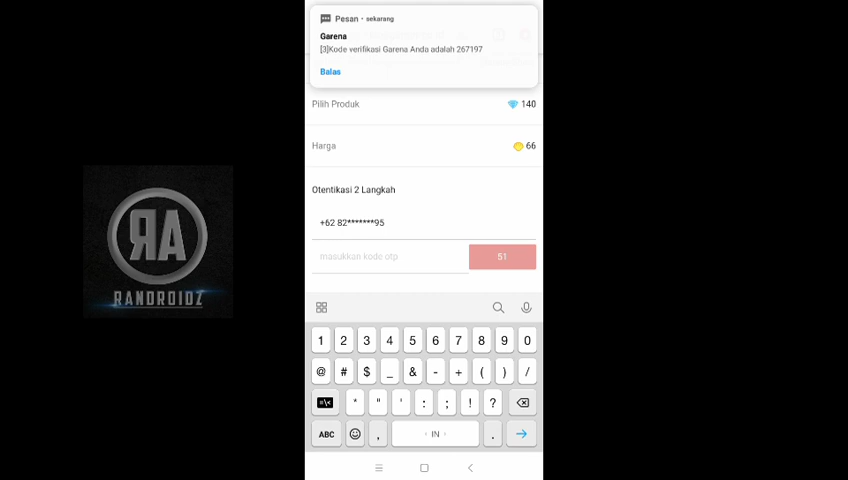 Pesan • sekarang
Garena
[3]Kode verifikasi Garena Anda adalah 267197
Balas
Pilih Produk
140
Harga
66
Otentikasi 2 Langkah
+62 82*******95
masukkan kode otp
51
RA
RANDROIDZ
1 2 3 4 5 6 7 8 9 0
@ # $ _ & - + ( ) /
=\< * " ' : ; ! ?
ABC , IN .